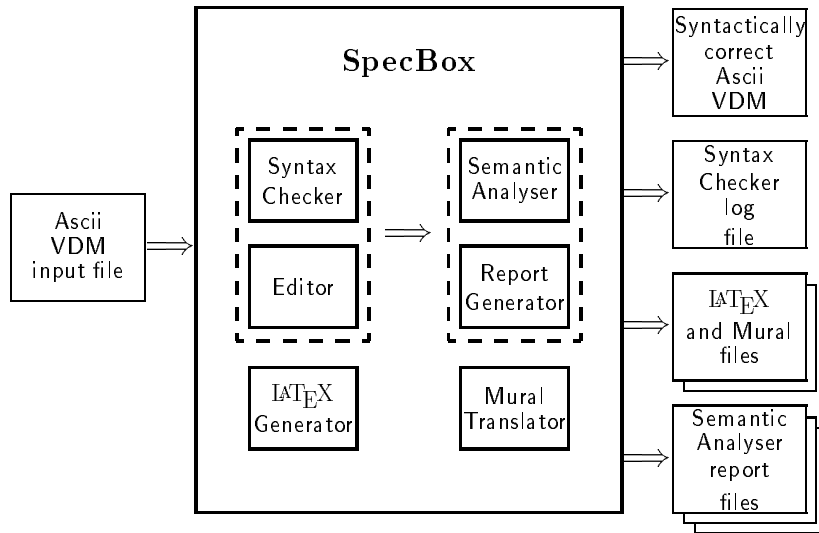 Ascii
VDM
input file
SpecBox
Syntax
Checker
Editor
LATEX
Generator
Semantic
Analyser
Report
Generator
Mural
Translator
Syntactically
correct
Ascii
VDM
Syntax
Checker
log
file
LATEX
and Mural
files
Semantic
Analyser
report
files